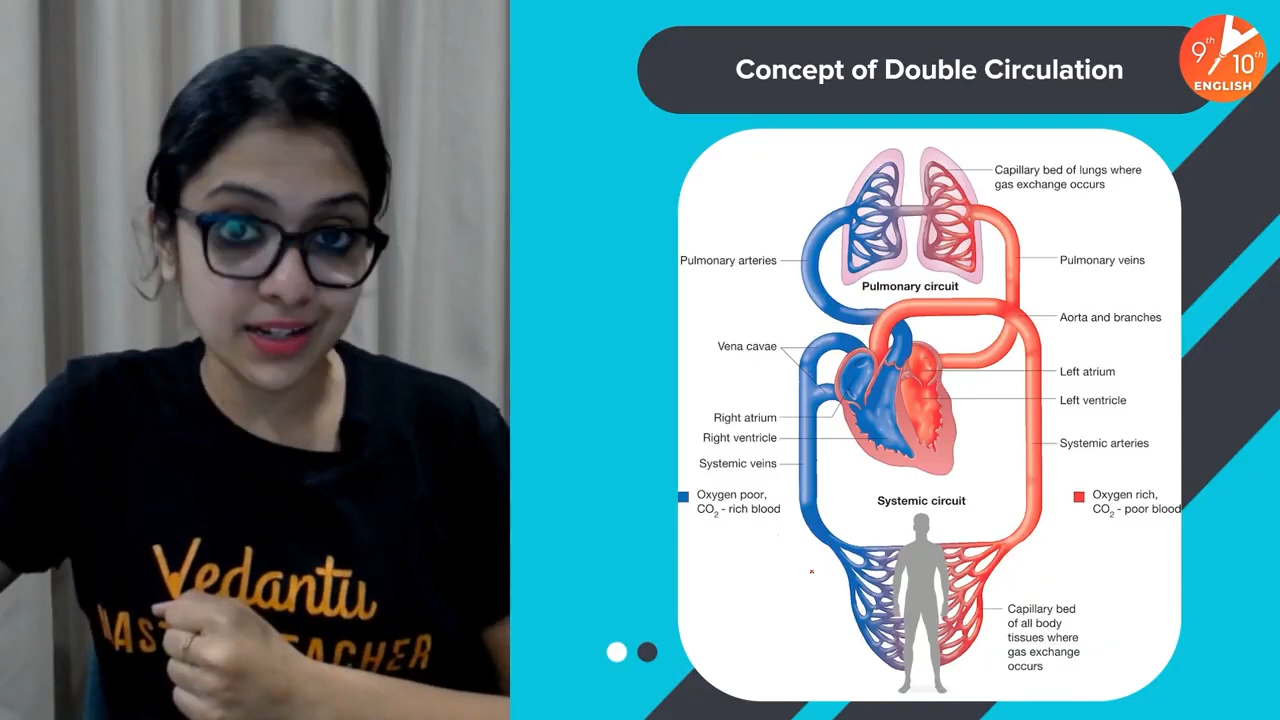 Concept of Double Circulation
9th
10th
ENGLISH
Capillary bed of lungs where
gas exchange occurs
Pulmonary arteries
Pulmonary veins
Pulmonary circuit
Aorta and branches
Vena cavae
Left atrium
Left ventricle
Right atrium
Right ventricle
Systemic arteries
Systemic veins
Oxygen poor,
CO2 - rich blood
Systemic circuit
Oxygen rich,
CO2 - poor blood
Capillary bed
of all body
tissues where
gas exchange
occurs
Vedantu